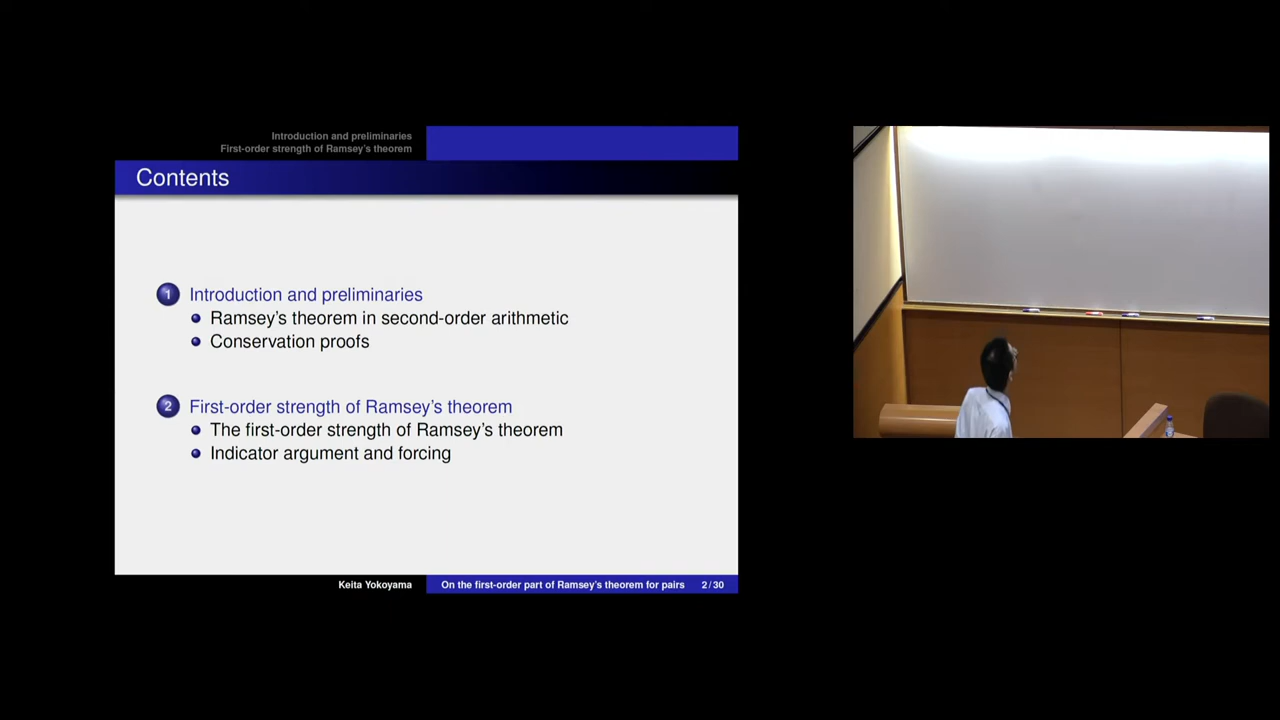 Introduction and preliminaries
First-order strength of Ramsey's theorem
Contents
1 Introduction and preliminaries
Ramsey's theorem in second-order arithmetic
Conservation proofs
2 First-order strength of Ramsey's theorem
The first-order strength of Ramsey's theorem
Indicator argument and forcing
Keita Yokoyama
On the first-order part of Ramsey's theorem for pairs
2 / 30